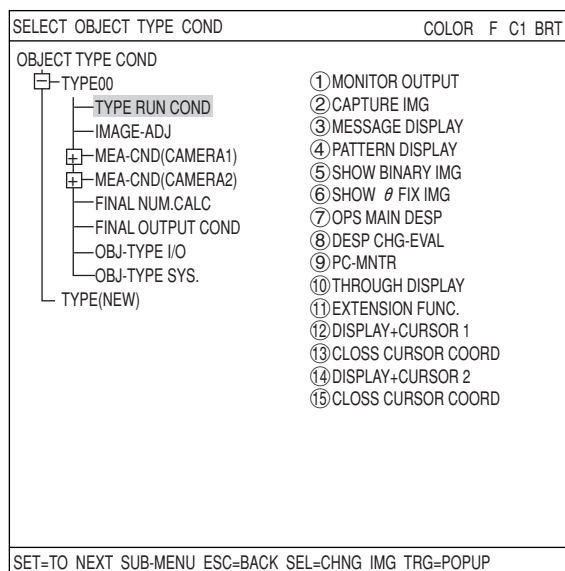 SELECT OBJECT TYPE COND COLOR F C1 BRT
OBJECT TYPE COND
TYPE00
TYPE RUN COND
IMAGE-ADJ
MEA-CND(CAMERA1)
MEA-CND(CAMERA2)
FINAL NUM.CALC
FINAL OUTPUT COND
OBJ-TYPE I/O
OBJ-TYPE SYS.
TYPE(NEW)
①MONITOR OUTPUT
②CAPTURE IMG
③MESSAGE DISPLAY
④PATTERN DISPLAY
⑤SHOW BINARY IMG
⑥SHOW θ FIX IMG
⑦OPS MAIN DESP
⑧DESP CHG-EVAL
⑨PC-MNTR
⑩THROUGH DISPLAY
⑪EXTENSION FUNC.
⑫DISPLAY+CURSOR 1
⑬CLOSS CURSOR COORD
⑭DISPLAY+CURSOR 2
⑮CLOSS CURSOR COORD
SET=TO NEXT SUB-MENU ESC=BACK SEL=CHNG IMG TRG=POPUP